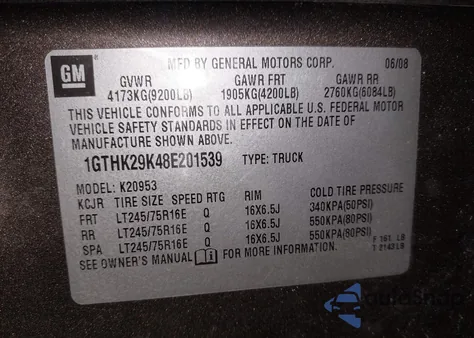 GM
MFD BY GENERAL MOTORS CORP. 06/08
GVWR GAWR FRT GAWR RR
4173KG(9200LB) 1905KG(4200LB) 2760KG(6084LB)
THIS VEHICLE CONFORMS TO ALL APPLICABLE U.S. FEDERAL MOTOR
VEHICLE SAFETY STANDARDS IN EFFECT ON THE DATE OF
MANUFACTURE SHOWN ABOVE.
1GTHK29K48E201539 TYPE: TRUCK
MODEL: K20953
KCJR TIRE SIZE SPEED RTG RIM COLD TIRE PRESSURE
FRT LT245/75R16E Q 16X6.5J 340KPA(50PSI)
RR LT245/75R16E Q 16X6.5J 550KPA(80PSI)
SPA LT245/75R16E Q 16X6.5J 550KPA(80PSI)
SEE OWNER'S MANUAL FOR MORE INFORMATION.
F 161 LB
T 2143LB